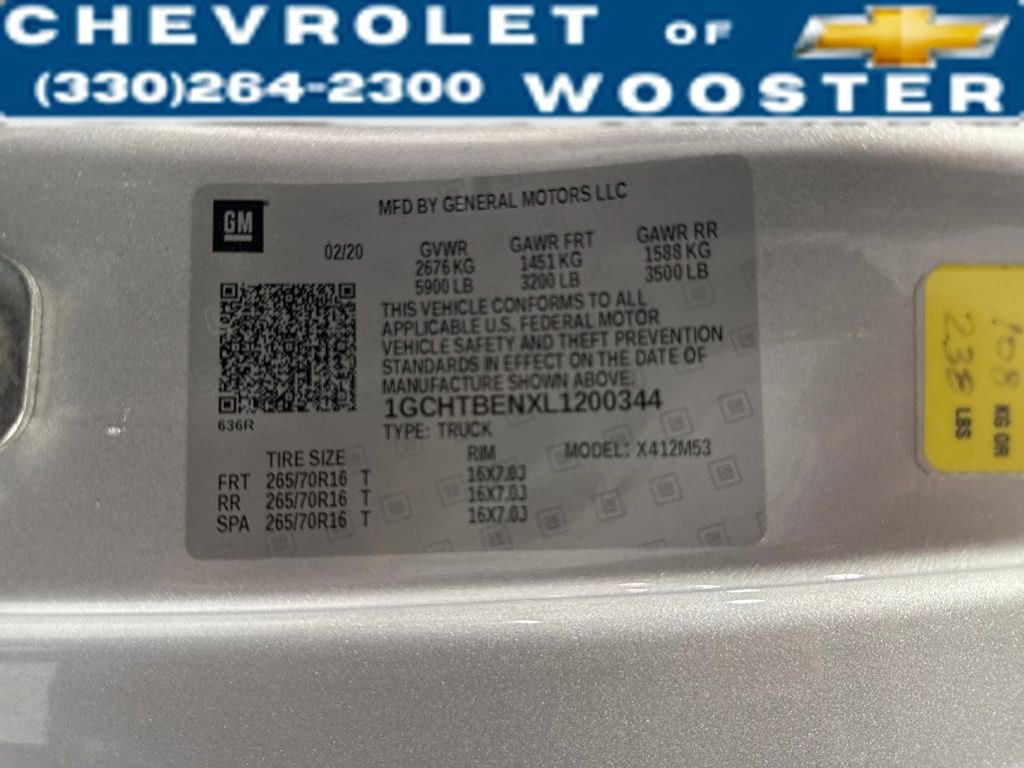 CHEVROLET OF
(330)264-2300 WOOSTER
GM
MFD BY GENERAL MOTORS LLC
02/20
GVWR GAWR FRT GAWR RR
2676 KG 1451 KG 1588 KG
5900 LB 3200 LB 3500 LB
THIS VEHICLE CONFORMS TO ALL
APPLICABLE U.S. FEDERAL MOTOR
VEHICLE SAFETY AND THEFT PREVENTION
STANDARDS IN EFFECT ON THE DATE OF
MANUFACTURE SHOWN ABOVE.
1GCHTBENXL1200344
636R
TYPE: TRUCK
TIRE SIZE RIM MODEL: X412M53
FRT 265/70R16 T 16X7.0J
RR 265/70R16 T 16X7.0J
SPA 265/70R16 T 16X7.0J
108 KG OR
238 LBS